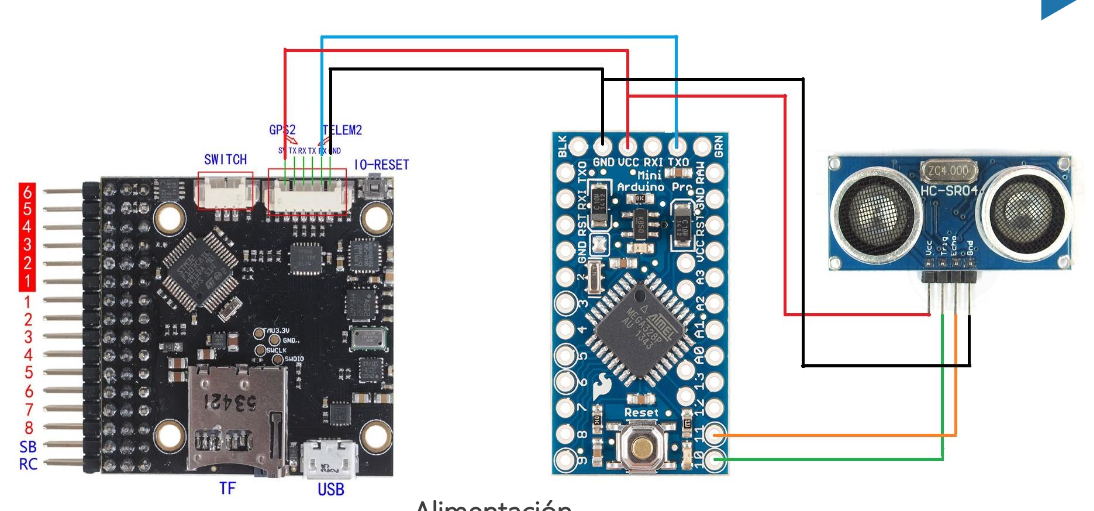 GPS2 TELEM2
5V TX RX TX RX GND
SWITCH
IO-RESET
6
5
4
3
2
1
1
2
3
4
5
6
7
8
SB
RC
AV3.3V
GND.
SWCLK
SWDIO
53421
TF
USB
BLK
GND VCC RXI TXO
GRN
Mini
Arduino Pro
TXO
RXI
RST
GND
2
3
4
5
6
7
8
9
RAW
GND
RST
VCC
A3
A2
A1
A0
13
12
11
10
ATMEL
MEGA328P
AU 1343
Reset
ZC4.000
HC-SR04
Vcc
Trig
Echo
Gnd
Alimentación